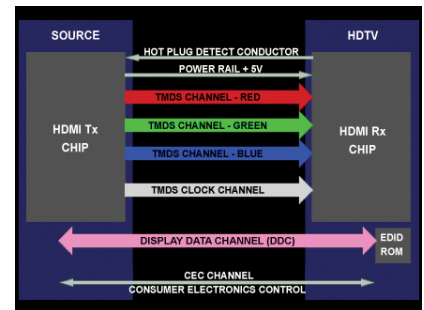 SOURCE
HDTV
HOT PLUG DETECT CONDUCTOR
POWER RAIL + 5V
TMDS CHANNEL - RED
HDMI Tx
CHIP
TMDS CHANNEL - GREEN
HDMI Rx
CHIP
TMDS CHANNEL - BLUE
TMDS CLOCK CHANNEL
DISPLAY DATA CHANNEL (DDC)
EDID
ROM
CEC CHANNEL
CONSUMER ELECTRONICS CONTROL